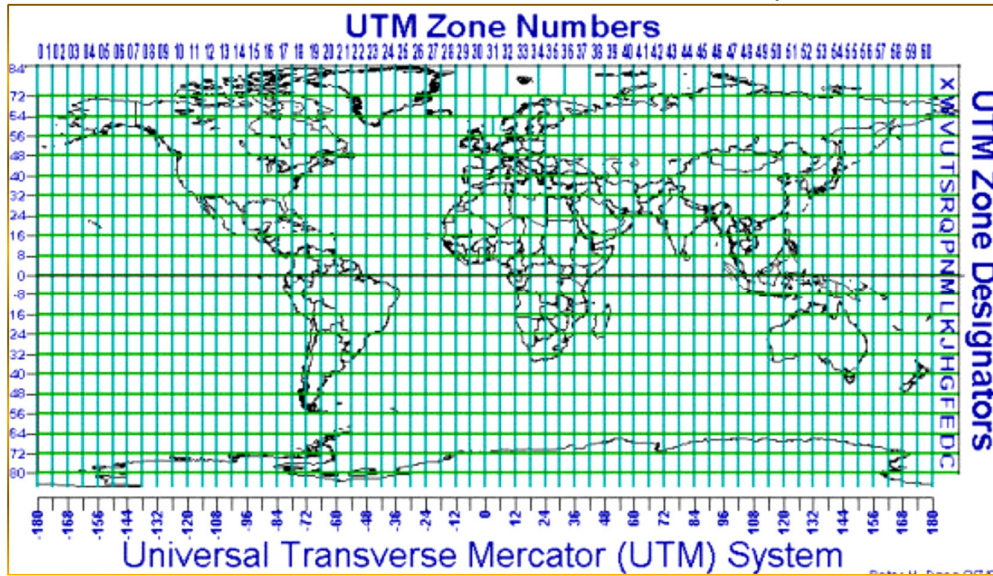 UTM Zone Numbers
01 02 03 04 05 06 07 08 09 10 11 12 13 14 15 16 17 18 19 20 21 22 23 24 25 26 27 28 29 30 31 32 33 34 35 36 37 38 39 40 41 42 43 44 45 46 47 48 49 50 51 52 53 54 55 56 57 58 59 60
84
72
64
56
48
40
32
24
16
8
0
-8
-16
-24
-32
-40
-48
-56
-64
-72
-80
X
W
V
U
T
S
R
Q
P
N
M
L
K
J
H
G
F
E
D
C
UTM Zone Designators
-180 -168 -156 -144 -132 -120 -108 -96 -84 -72 -60 -48 -36 -24 -12 0 12 24 36 48 60 72 84 96 108 120 132 144 156 168 180
Universal Transverse Mercator (UTM) System